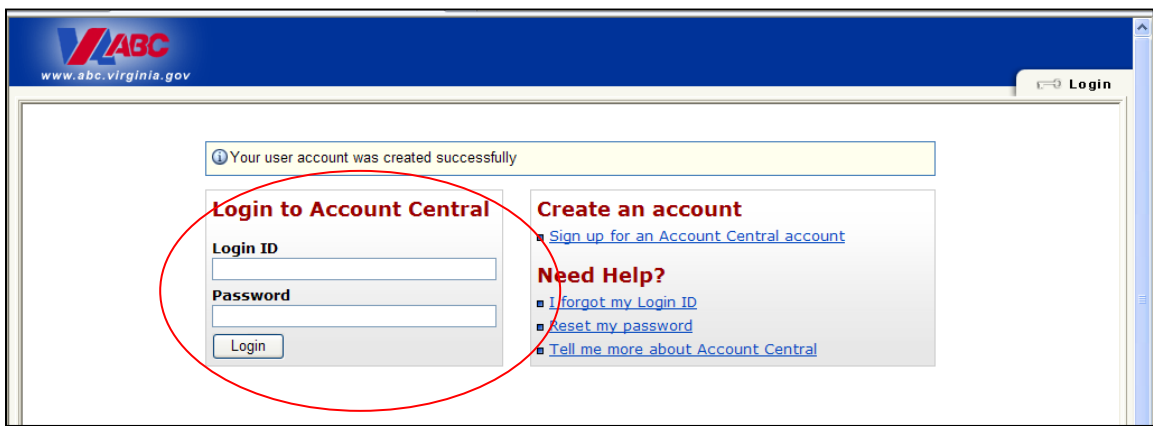 VA ABC
www.abc.virginia.gov
Login
Your user account was created successfully
Login to Account Central
Login ID
Password
Login
Create an account
Sign up for an Account Central account
Need Help?
I forgot my Login ID
Reset my password
Tell me more about Account Central